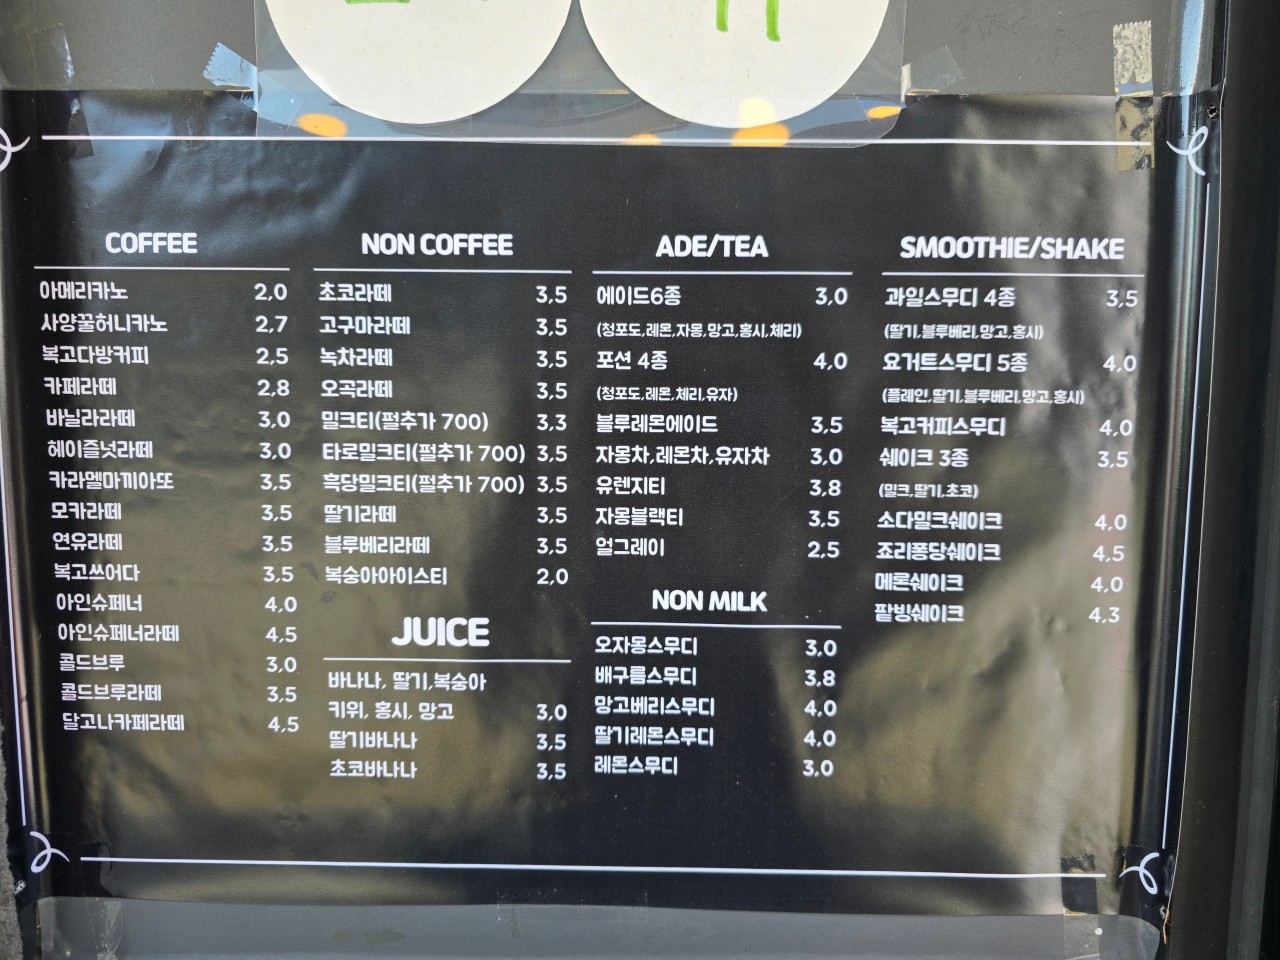 COFFEE
아메리카노 2,0
사양꿀허니카노 2,7
복고다방커피 2,5
카페라떼 2,8
바닐라라떼 3,0
헤이즐넛라떼 3,0
카라멜마끼아또 3,5
모카라떼 3,5
연유라떼 3,5
복고쓰어다 3,5
아인슈페너 4,0
아인슈페너라떼 4,5
콜드브루 3,0
콜드브루라떼 3,5
달고나카페라떼 4,5
NON COFFEE
초코라떼 3,5
고구마라떼 3,5
녹차라떼 3,5
오곡라떼 3,5
밀크티(펄추가 700) 3,3
타로밀크티(펄추가 700) 3,5
흑당밀크티(펄추가 700) 3,5
딸기라떼 3,5
블루베리라떼 3,5
복숭아아이스티 2,0
JUICE
바나나, 딸기,복숭아
키위, 홍시, 망고 3,0
딸기바나나 3,5
초코바나나 3,5
ADE/TEA
에이드6종 3,0
(청포도,레몬,자몽,망고,홍시,체리)
포션 4종 4,0
(청포도,레몬,체리,유자)
블루레몬에이드 3,5
자몽차,레몬차,유자차 3,0
유렌지티 3,8
자몽블랙티 3,5
얼그레이 2,5
NON MILK
오자몽스무디 3,0
배구름스무디 3,8
망고베리스무디 4,0
딸기레몬스무디 4,0
레몬스무디 3,0
SMOOTHIE/SHAKE
과일스무디 4종 3,5
(딸기,블루베리,망고,홍시)
요거트스무디 5종 4,0
(플레인,딸기,블루베리,망고,홍시)
복고커피스무디 4,0
쉐이크 3종 3,5
(밀크,딸기,초코)
소다밀크쉐이크 4,0
죠리퐁당쉐이크 4,5
메론쉐이크 4,0
팥빙쉐이크 4,3